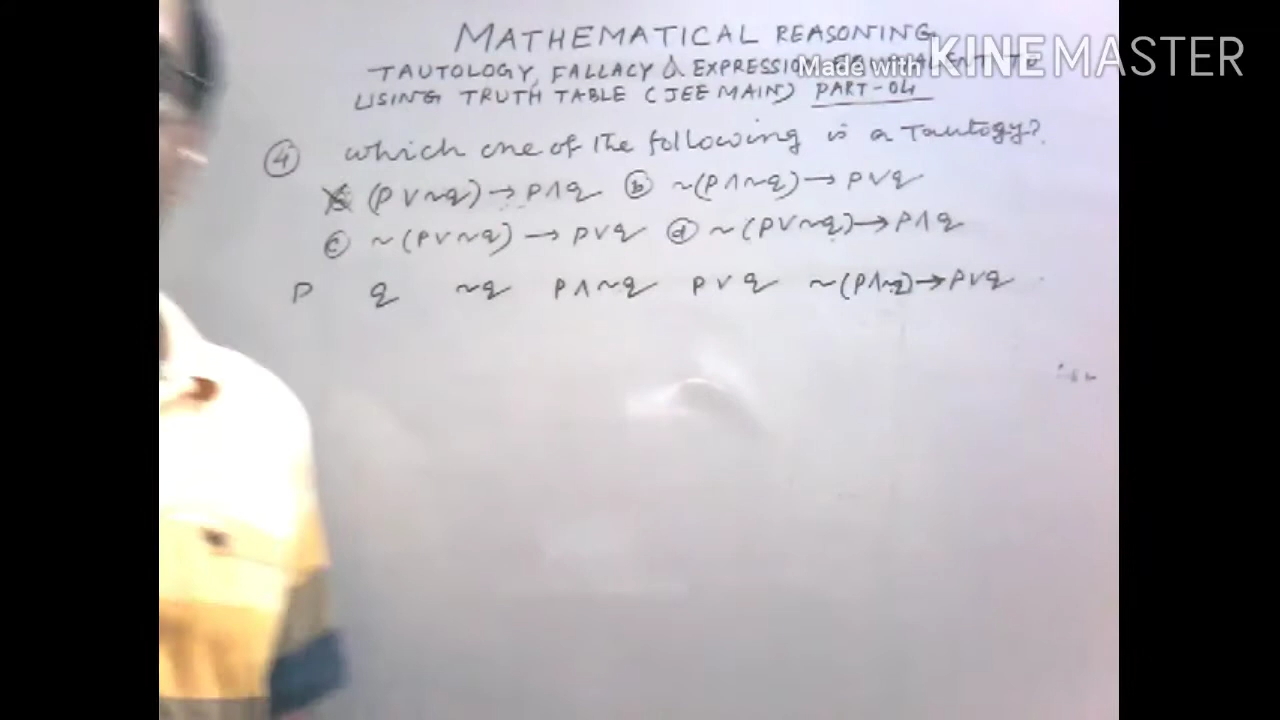 MATHEMATICAL REASONING
Made with KINEMASTER
TAUTOLOGY, FALLACY & EXPRESSION
USING TRUTH TABLE (JEE MAIN) PART-04
④ which one of the following is a Tautogy?
(P∨~q)→P∧q ⓑ ~(P∧~q)→P∨q
ⓒ ~(P∨~q)→P∨q ⓓ ~(P∨~q)→P∧q
P q ~q P∧~q P∨q ~(P∧~q)→P∨q